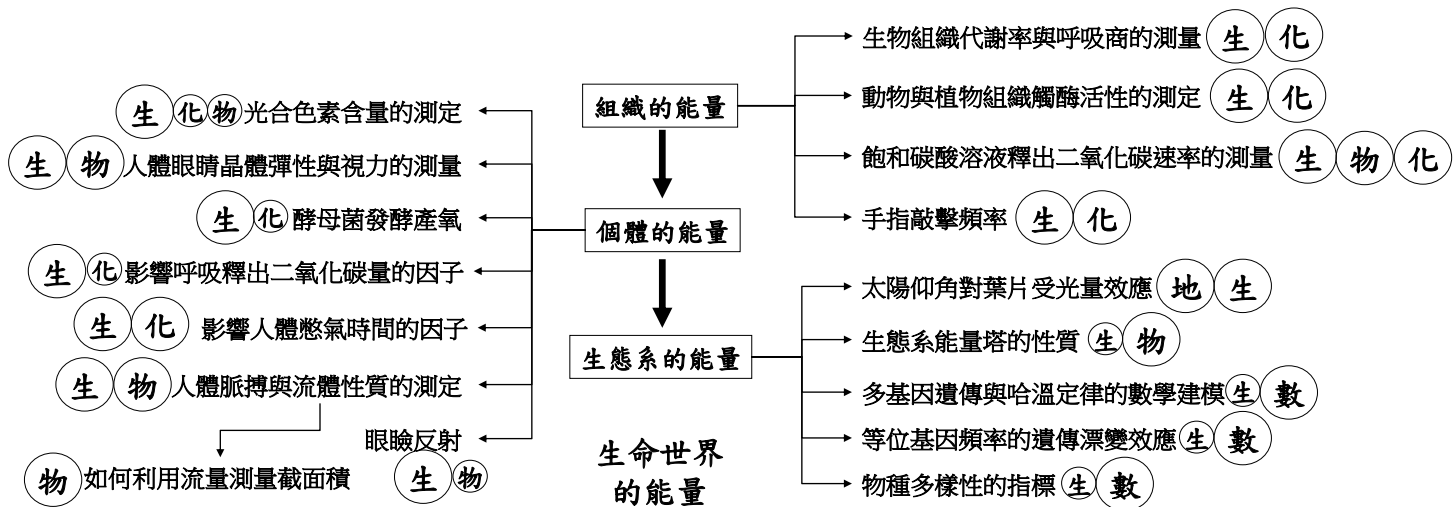 組織的能量
生物組織代謝率與呼吸商的測量 生 化
動物與植物組織觸酶活性的測定 生 化
飽和碳酸溶液釋出二氧化碳速率的測量 生 物 化
手指敲擊頻率 生 化
個體的能量
生 化 物 光合色素含量的測定
生 物 人體眼睛晶體彈性與視力的測量
生 化 酵母菌發酵產氧
生 化 影響呼吸釋出二氧化碳量的因子
生 化 影響人體憋氣時間的因子
生 物 人體脈搏與流體性質的測定
物 如何利用流量測量截面積
眼瞼反射
生 物
生態系的能量
太陽仰角對葉片受光量效應 地 生
生態系能量塔的性質 生 物
多基因遺傳與哈溫定律的數學建模 生 數
等位基因頻率的遺傳漂變效應 生 數
物種多樣性的指標 生 數
生命世界
的能量